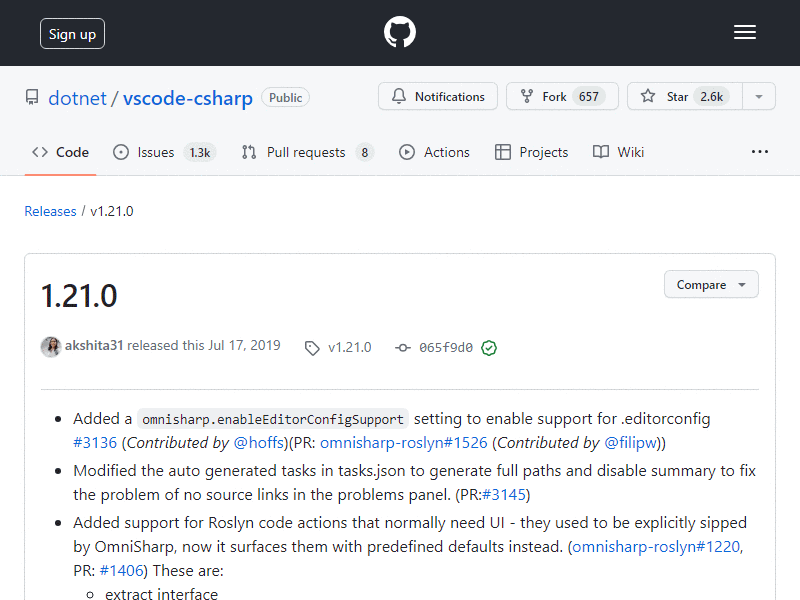 Sign up
dotnet / vscode-csharp Public
Notifications
Fork 657
Star 2.6k
Code
Issues 1.3k
Pull requests 8
Actions
Projects
Wiki
Releases / v1.21.0
1.21.0
Compare
akshita31 released this Jul 17, 2019
v1.21.0
065f9d0
Added a omnisharp.enableEditorConfigSupport setting to enable support for .editorconfig
#3136 (Contributed by @hoffs)(PR: omnisharp-roslyn#1526 (Contributed by @filipw))
Modified the auto generated tasks in tasks.json to generate full paths and disable summary to fix
the problem of no source links in the problems panel. (PR:#3145)
Added support for Roslyn code actions that normally need UI - they used to be explicitly sipped
by OmniSharp, now it surfaces them with predefined defaults instead. (omnisharp-roslyn#1220,
PR: #1406) These are:
extract interface